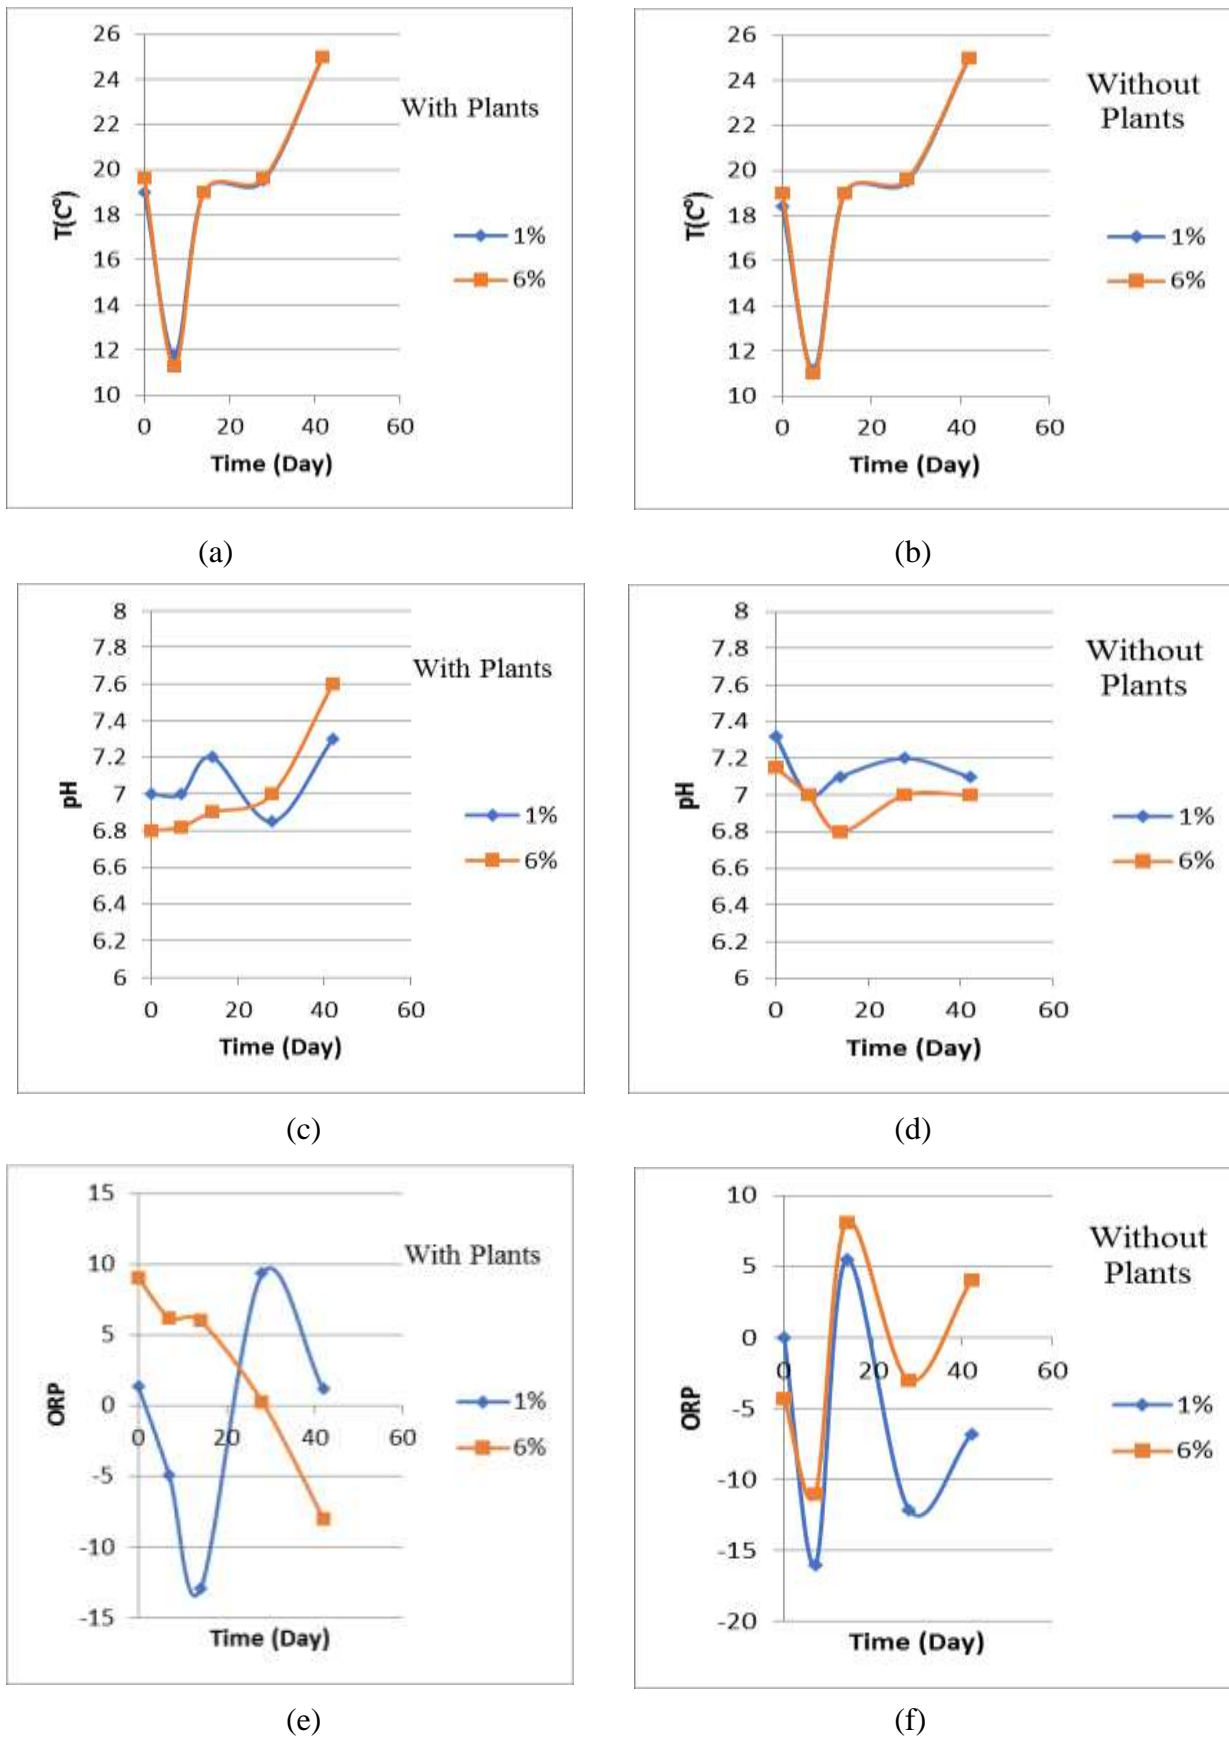 26
24
22
20
18
16
14
12
10
T(C°)
0 20 40 60
Time (Day)
With Plants
1%
6%
(a)
26
24
22
20
18
16
14
12
10
T(C°)
0 20 40 60
Time (Day)
Without
Plants
1%
6%
(b)
8
7.8
7.6
7.4
7.2
7
6.8
6.6
6.4
6.2
6
pH
0 20 40 60
Time (Day)
With Plants
1%
6%
(c)
8
7.8
7.6
7.4
7.2
7
6.8
6.6
6.4
6.2
6
pH
0 20 40 60
Time (Day)
Without
Plants
1%
6%
(d)
15
10
5
0
-5
-10
-15
ORP
0 20 40 60
Time (Day)
With Plants
1%
6%
(e)
10
5
0
-5
-10
-15
-20
ORP
0 20 40 60
Time (Day)
Without
Plants
1%
6%
(f)